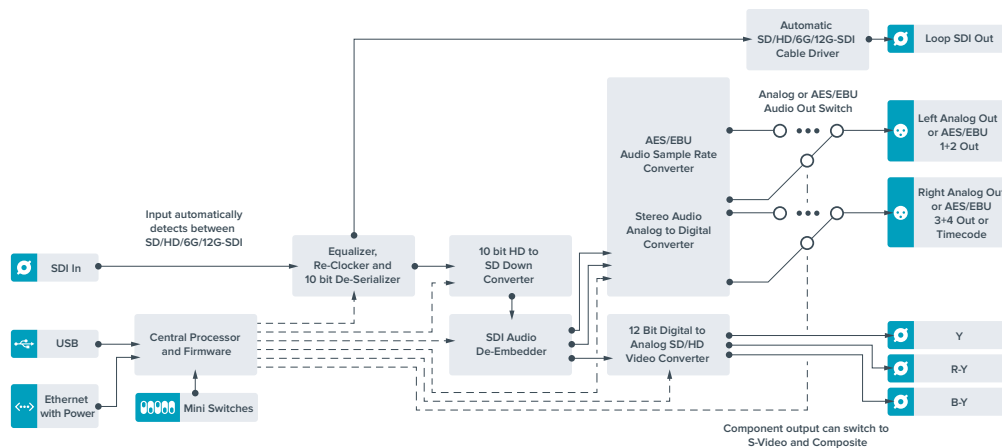 Automatic
SD/HD/6G/12G-SDI
Cable Driver
Loop SDI Out
Analog or AES/EBU
Audio Out Switch
Left Analog Out
or AES/EBU
1+2 Out
AES/EBU
Audio Sample Rate
Converter
Right Analog Out
or AES/EBU
3+4 Out or
Timecode
Stereo Audio
Analog to Digital
Converter
Input automatically
detects between
SD/HD/6G/12G-SDI
SDI In
Equalizer,
Re-Clocker and
10 bit De-Serializer
10 bit HD to
SD Down
Converter
USB
Central Processor
and Firmware
SDI Audio
De-Embedder
12 Bit Digital to
Analog SD/HD
Video Converter
Y
R-Y
B-Y
Ethernet
with Power
Mini Switches
Component output can switch to
S-Video and Composite